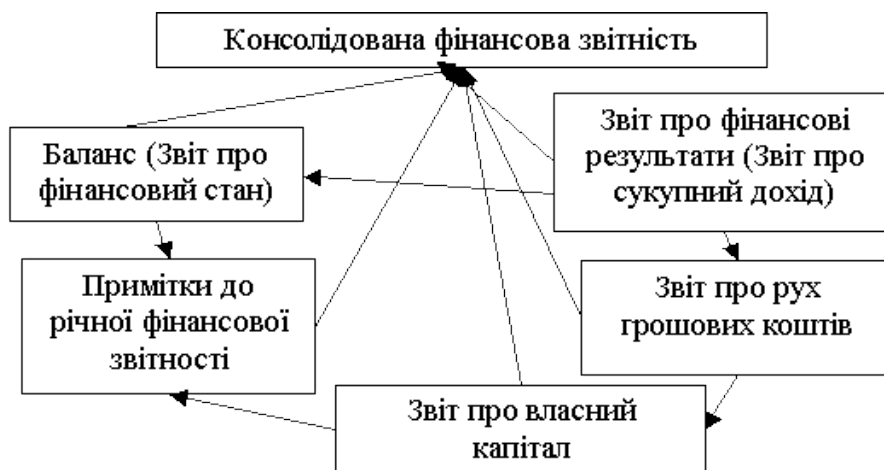 Консолідована фінансова звітність
Баланс (Звіт про
фінансовий стан)
Звіт про фінансові
результати (Звіт про
сукупний дохід)
Примітки до
річної фінансової
звітності
Звіт про рух
грошових коштів
Звіт про власний
капітал